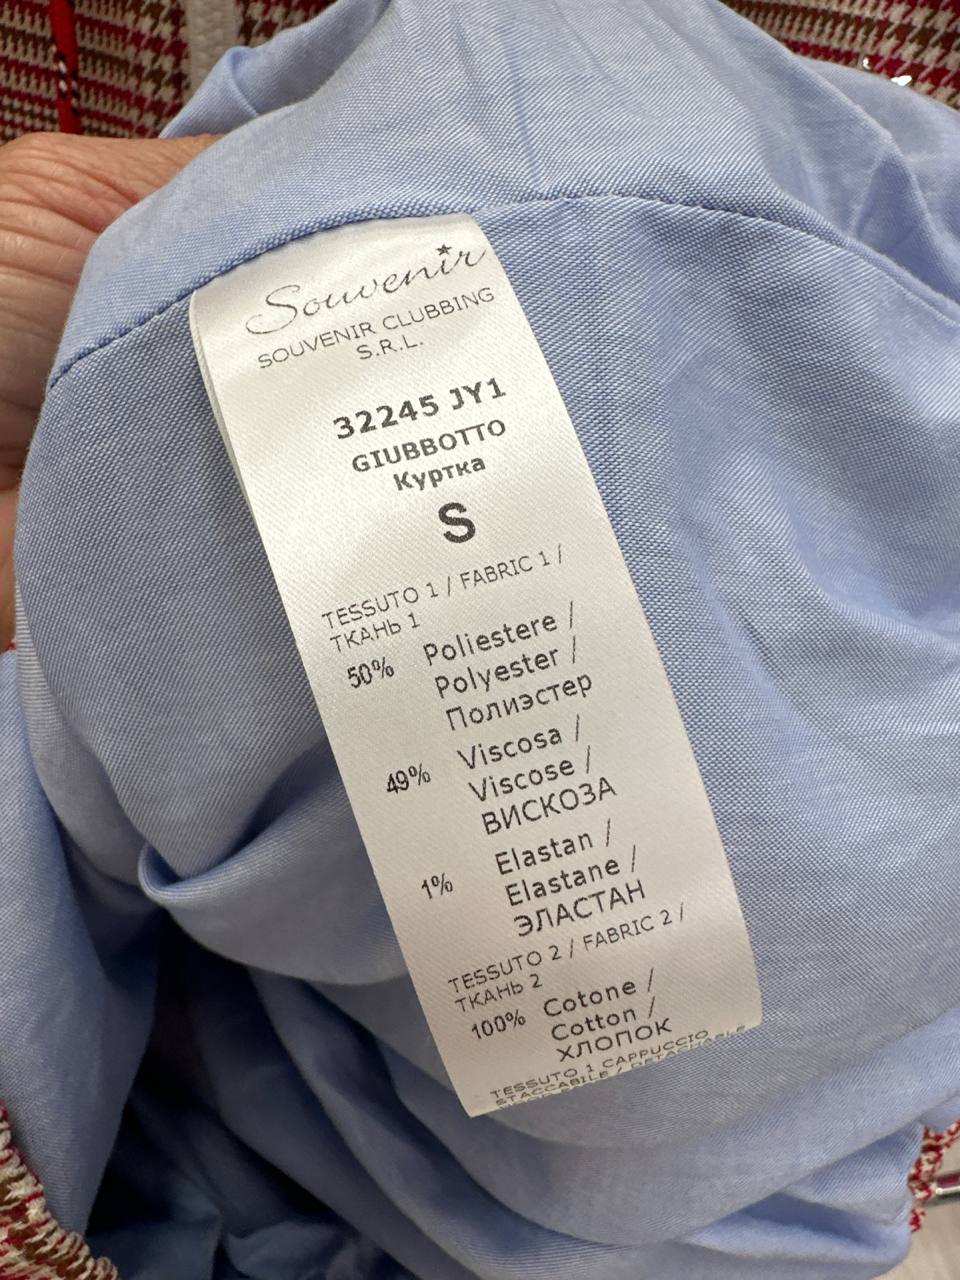 Souvenir
SOUVENIR CLUBBING
S.R.L.
32245 JY1
GIUBBOTTO
Куртка
S
TESSUTO 1 / FABRIC 1 /
ТКАНЬ 1
50% Poliestere /
Polyester /
Полиэстер
49% Viscosa /
Viscose /
ВИСКОЗА
1% Elastan /
Elastane /
ЭЛАСТАН
TESSUTO 2 / FABRIC 2 /
ТКАНЬ 2
100% Cotone /
Cotton /
ХЛОПОК
TESSUTO 1 CAPPUCCIO
STACCABILE / DETACHABLE